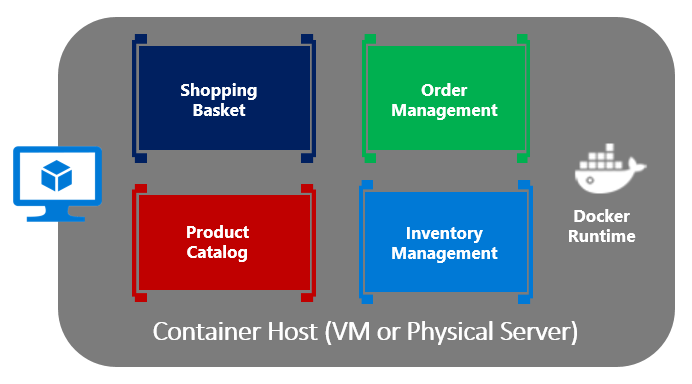 Shopping
Basket
Order
Management
Product
Catalog
Inventory
Management
Docker
Runtime
Container Host (VM or Physical Server)